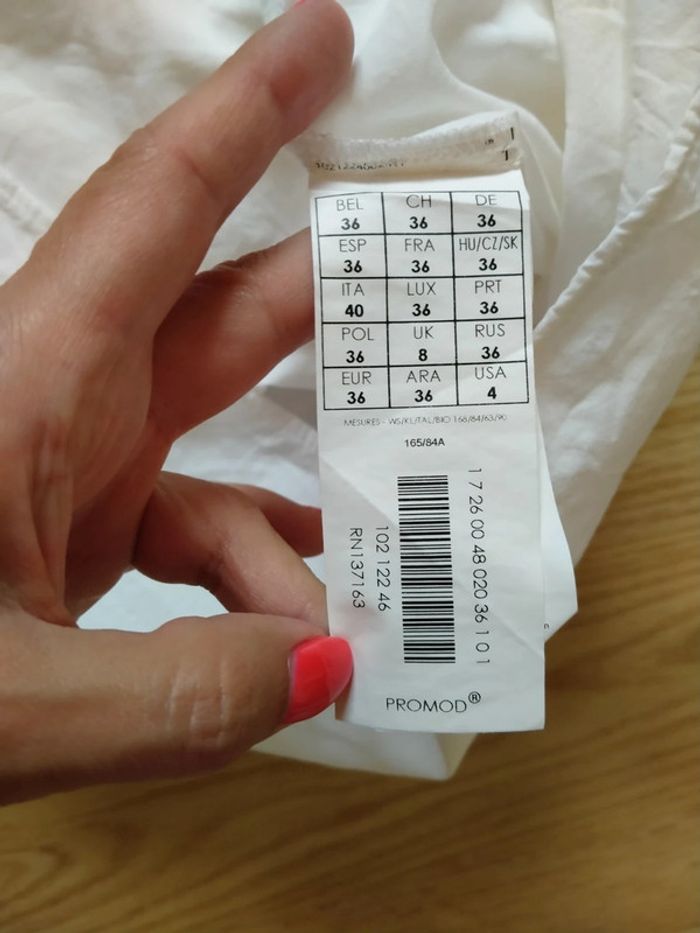 BEL CH DE
36 36 36
ESP FRA HU/CZ/SK
36 36 36
ITA LUX PRT
40 36 36
POL UK RUS
36 8 36
EUR ARA USA
36 36 4
MESURES - WS/KL/TAL/BIO 168/84/63/90
165/84A
1 7 26 00 48 020 36 1 0 1
102 122 46
RN137163
PROMOD®